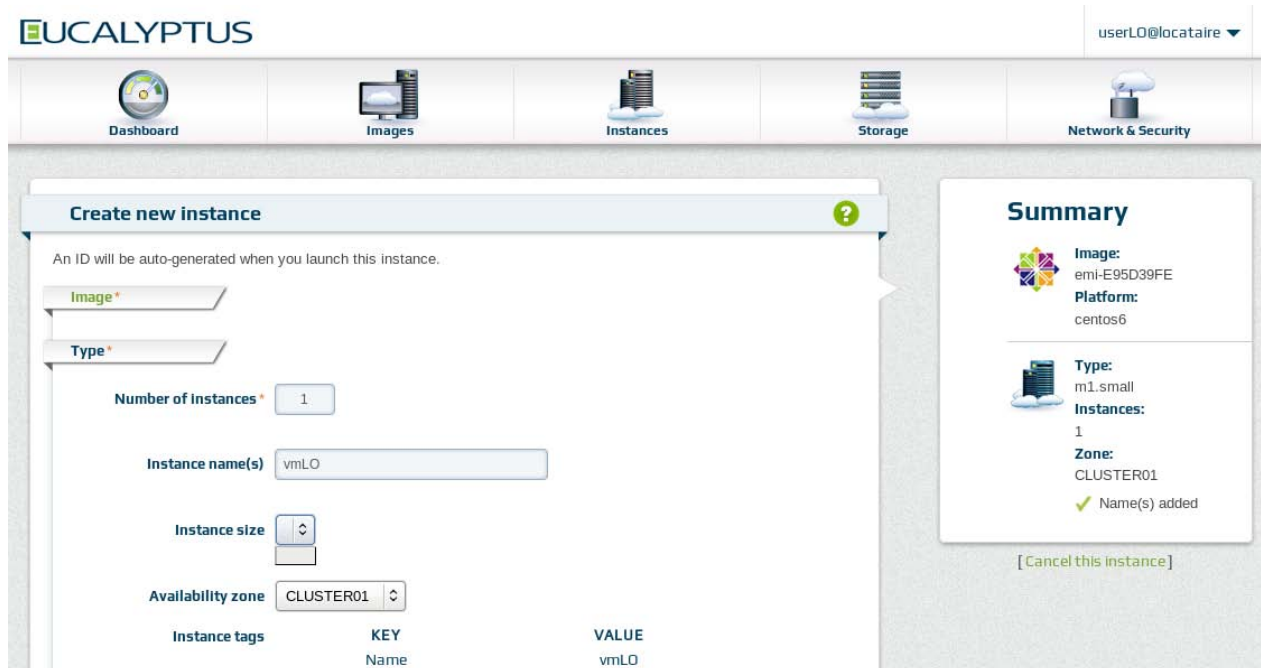 EUCALYPTUS
userLO@locataire
Dashboard
Images
Instances
Storage
Network & Security
Create new instance
?
An ID will be auto-generated when you launch this instance.
Image*
Type*
Number of instances* 1
Instance name(s) vmLO
Instance size
Availability zone CLUSTER01
Instance tags KEY VALUE
Name vmLO
Summary
Image:
emi-E95D39FE
Platform:
centos6
Type:
m1.small
Instances:
1
Zone:
CLUSTER01
Name(s) added
[Cancel this instance]